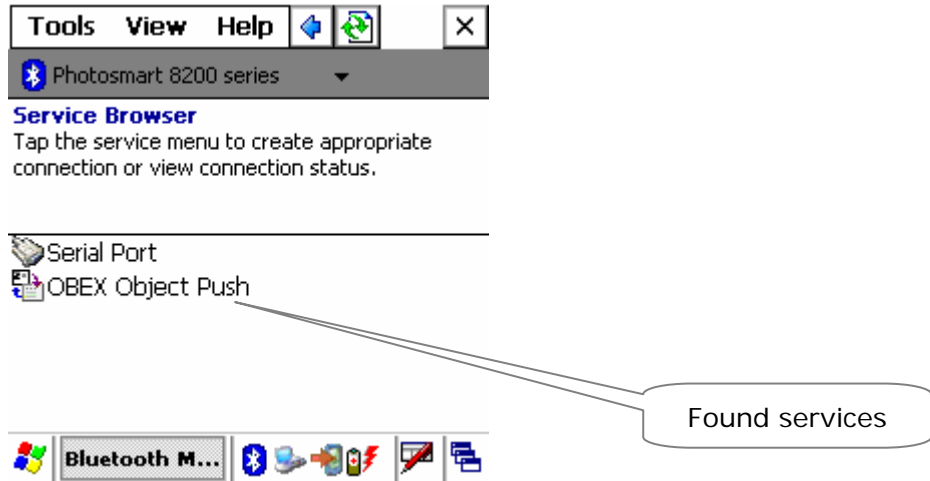 Tools View Help
Photosmart 8200 series
Service Browser
Tap the service menu to create appropriate
connection or view connection status.
Serial Port
OBEX Object Push
Found services
Bluetooth M...